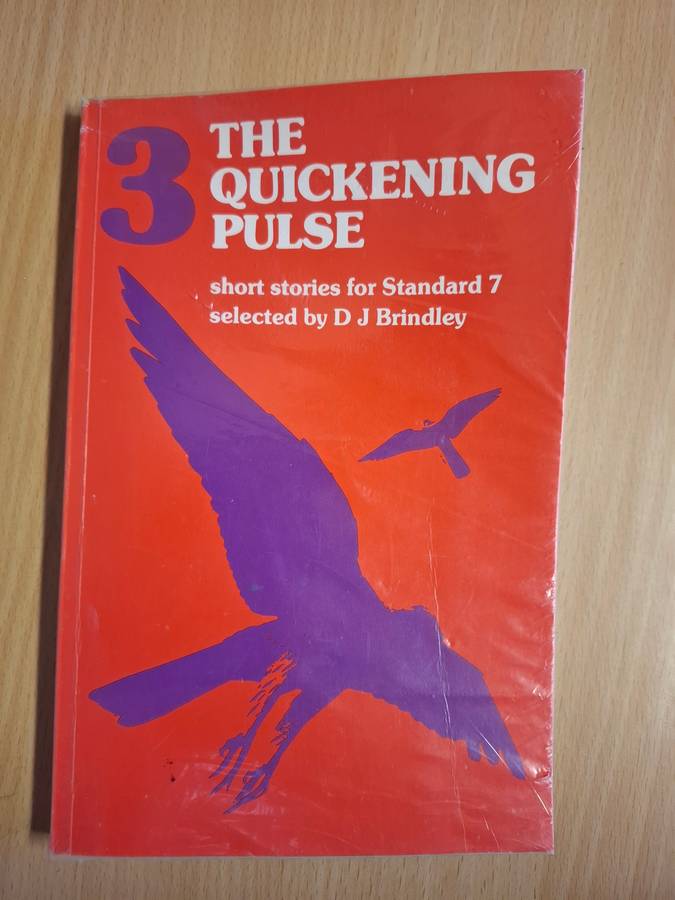 3
THE
QUICKENING
PULSE
short stories for Standard 7
selected by D J Brindley